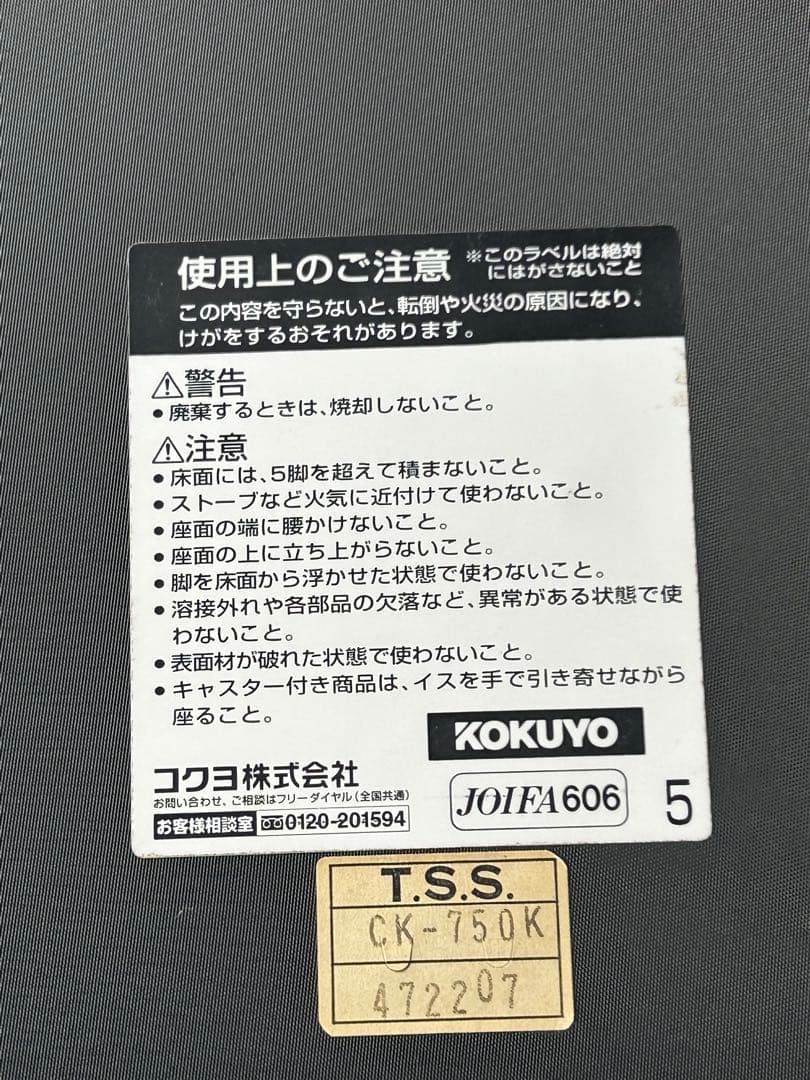 使用上のご注意 ※このラベルは絶対
にはがさないこと
この内容を守らないと、転倒や火災の原因になり、
けがをするおそれがあります。
⚠警告
●廃棄するときは、焼却しないこと。
⚠注意
●床面には、5脚を超えて積まないこと。
●ストーブなど火気に近付けて使わないこと。
●座面の端に腰かけないこと。
●座面の上に立ち上がらないこと。
●脚を床面から浮かせた状態で使わないこと。
●溶接外れや各部品の欠落など、異常がある状態で使
わないこと。
●表面材が破れた状態で使わないこと。
●キャスター付き商品は、イスを手で引き寄せながら
座ること。
KOKUYO
コクヨ株式会社
お問い合わせ、ご相談はフリーダイヤル(全国共通)
お客様相談室 0120-201594
JOIFA606 5
T.S.S.
CK-750K
472207